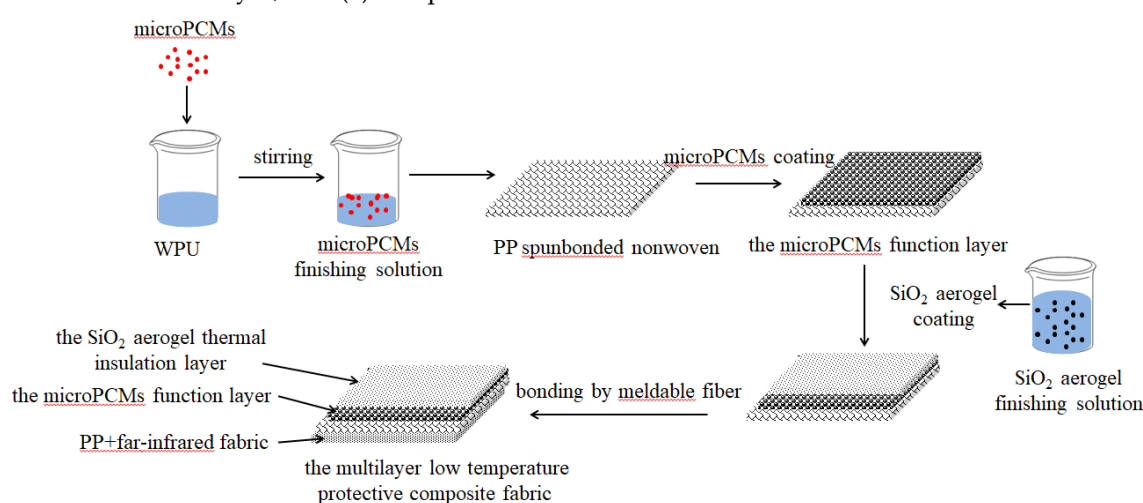 microPCMs
stirring
WPU
microPCMs
finishing solution
PP spunbonded nonwoven
microPCMs coating
the microPCMs function layer
SiO₂ aerogel
coating
SiO₂ aerogel
finishing solution
the SiO₂ aerogel thermal
insulation layer
the microPCMs function layer
PP+far-infrared fabric
bonding by meldable fiber
the multilayer low temperature
protective composite fabric